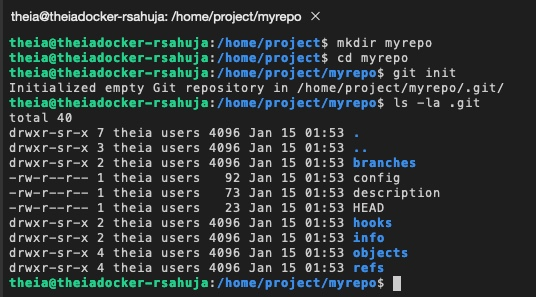 theia@theiadocker-rsahuja: /home/project/myrepo ×
theia@theiadocker-rsahuja:/home/project$ mkdir myrepo
theia@theiadocker-rsahuja:/home/project$ cd myrepo
theia@theiadocker-rsahuja:/home/project/myrepo$ git init
Initialized empty Git repository in /home/project/myrepo/.git/
theia@theiadocker-rsahuja:/home/project/myrepo$ ls -la .git
total 40
drwxr-sr-x 7 theia users 4096 Jan 15 01:53 .
drwxr-sr-x 3 theia users 4096 Jan 15 01:53 ..
drwxr-sr-x 2 theia users 4096 Jan 15 01:53 branches
-rw-r--r-- 1 theia users   92 Jan 15 01:53 config
-rw-r--r-- 1 theia users   73 Jan 15 01:53 description
-rw-r--r-- 1 theia users   23 Jan 15 01:53 HEAD
drwxr-sr-x 2 theia users 4096 Jan 15 01:53 hooks
drwxr-sr-x 2 theia users 4096 Jan 15 01:53 info
drwxr-sr-x 4 theia users 4096 Jan 15 01:53 objects
drwxr-sr-x 4 theia users 4096 Jan 15 01:53 refs
theia@theiadocker-rsahuja:/home/project/myrepo$